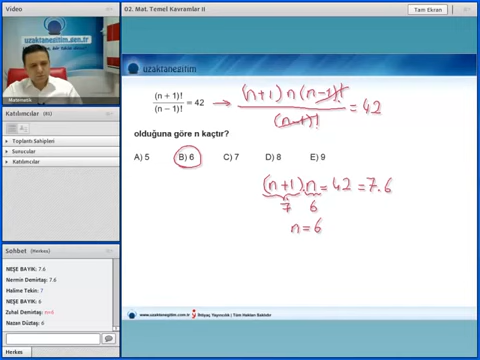 Video
02. Mat. Temel Kavramlar II
Tam Ekran
uzaktanegitim.gen.tr
Matematic
Katılımcılar
Toplantı Sahipleri
Sunucular
Katılımcılar
uzaktanegitim
(n + 1)! / (n − 1)! = 42 → (n+1) n (n−1)! / (n−1)! = 42
olduğuna göre n kaçtır?
A) 5 B) 6 C) 7 D) 8 E) 9
(n+1) . n = 42 = 7.6
7 6
n = 6
Sohbet (Herkes)
NEŞE BAYIK: 7.6
Nermin Demirtaş: 7.6
Halime Tekin: 7
NEŞE BAYIK: 6
Zuhal Demirtaş: n=6
Nazan Düztaş: 6
Herkes
www.uzaktanegitim.gen.tr